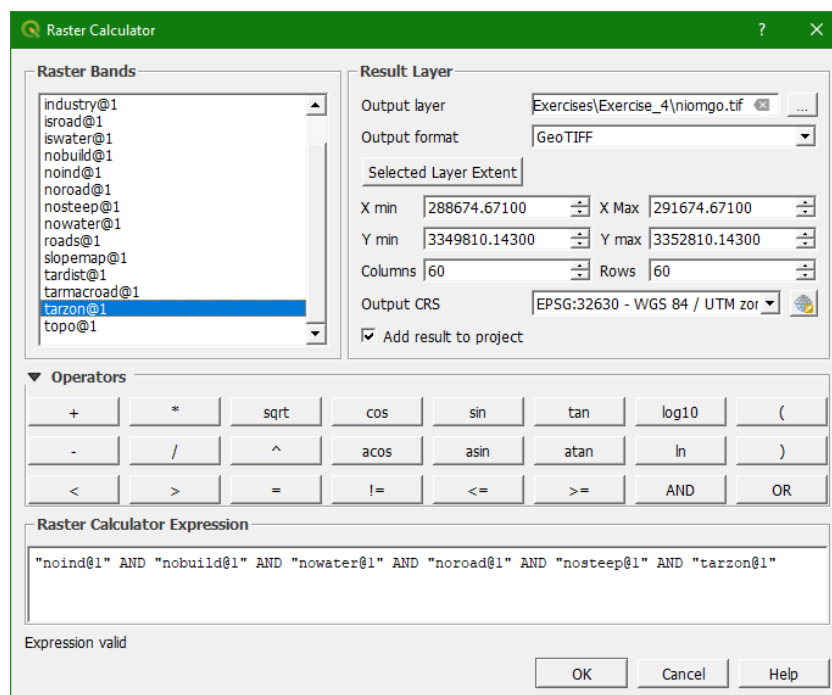 Raster Calculator ?
Raster Bands
industry@1
isroad@1
iswater@1
nobuild@1
noind@1
noroad@1
nosteep@1
nowater@1
roads@1
slopemap@1
tardist@1
tarmacroad@1
tarzon@1
topo@1
Result Layer
Output layer Exercises\Exercise_4\niomgo.tif ...
Output format GeoTIFF
Selected Layer Extent
X min 288674.67100 X Max 291674.67100
Y min 3349810.14300 Y max 3352810.14300
Columns 60 Rows 60
Output CRS EPSG:32630 - WGS 84 / UTM zor
Add result to project
Operators
+ * sqrt cos sin tan log10 (
- / ^ acos asin atan ln )
< > = != <= >= AND OR
Raster Calculator Expression
"noind@1" AND "nobuild@1" AND "nowater@1" AND "noroad@1" AND "nosteep@1" AND "tarzon@1"
Expression valid
OK Cancel Help